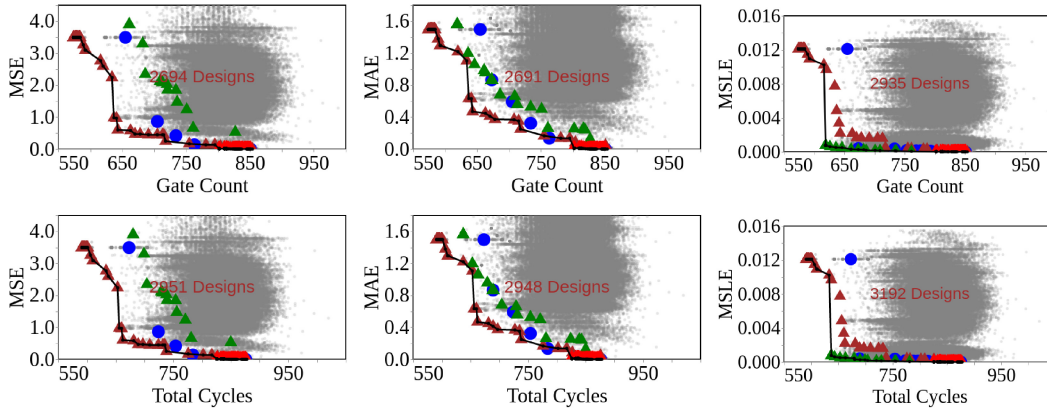 MSE
4.0
3.0
2.0
1.0
0.0
2694 Designs
550 650 750 850 950
Gate Count
MAE
1.6
1.2
0.8
0.4
0.0
2691 Designs
550 650 750 850 950
Gate Count
MSLE
0.016
0.012
0.008
0.004
0.000
2935 Designs
550 650 750 850 950
Gate Count
MSE
4.0
3.0
2.0
1.0
0.0
2951 Designs
550 750 950
Total Cycles
MAE
1.6
1.2
0.8
0.4
0.0
2948 Designs
550 750 950
Total Cycles
MSLE
0.016
0.012
0.008
0.004
0.000
3192 Designs
550 750 950
Total Cycles